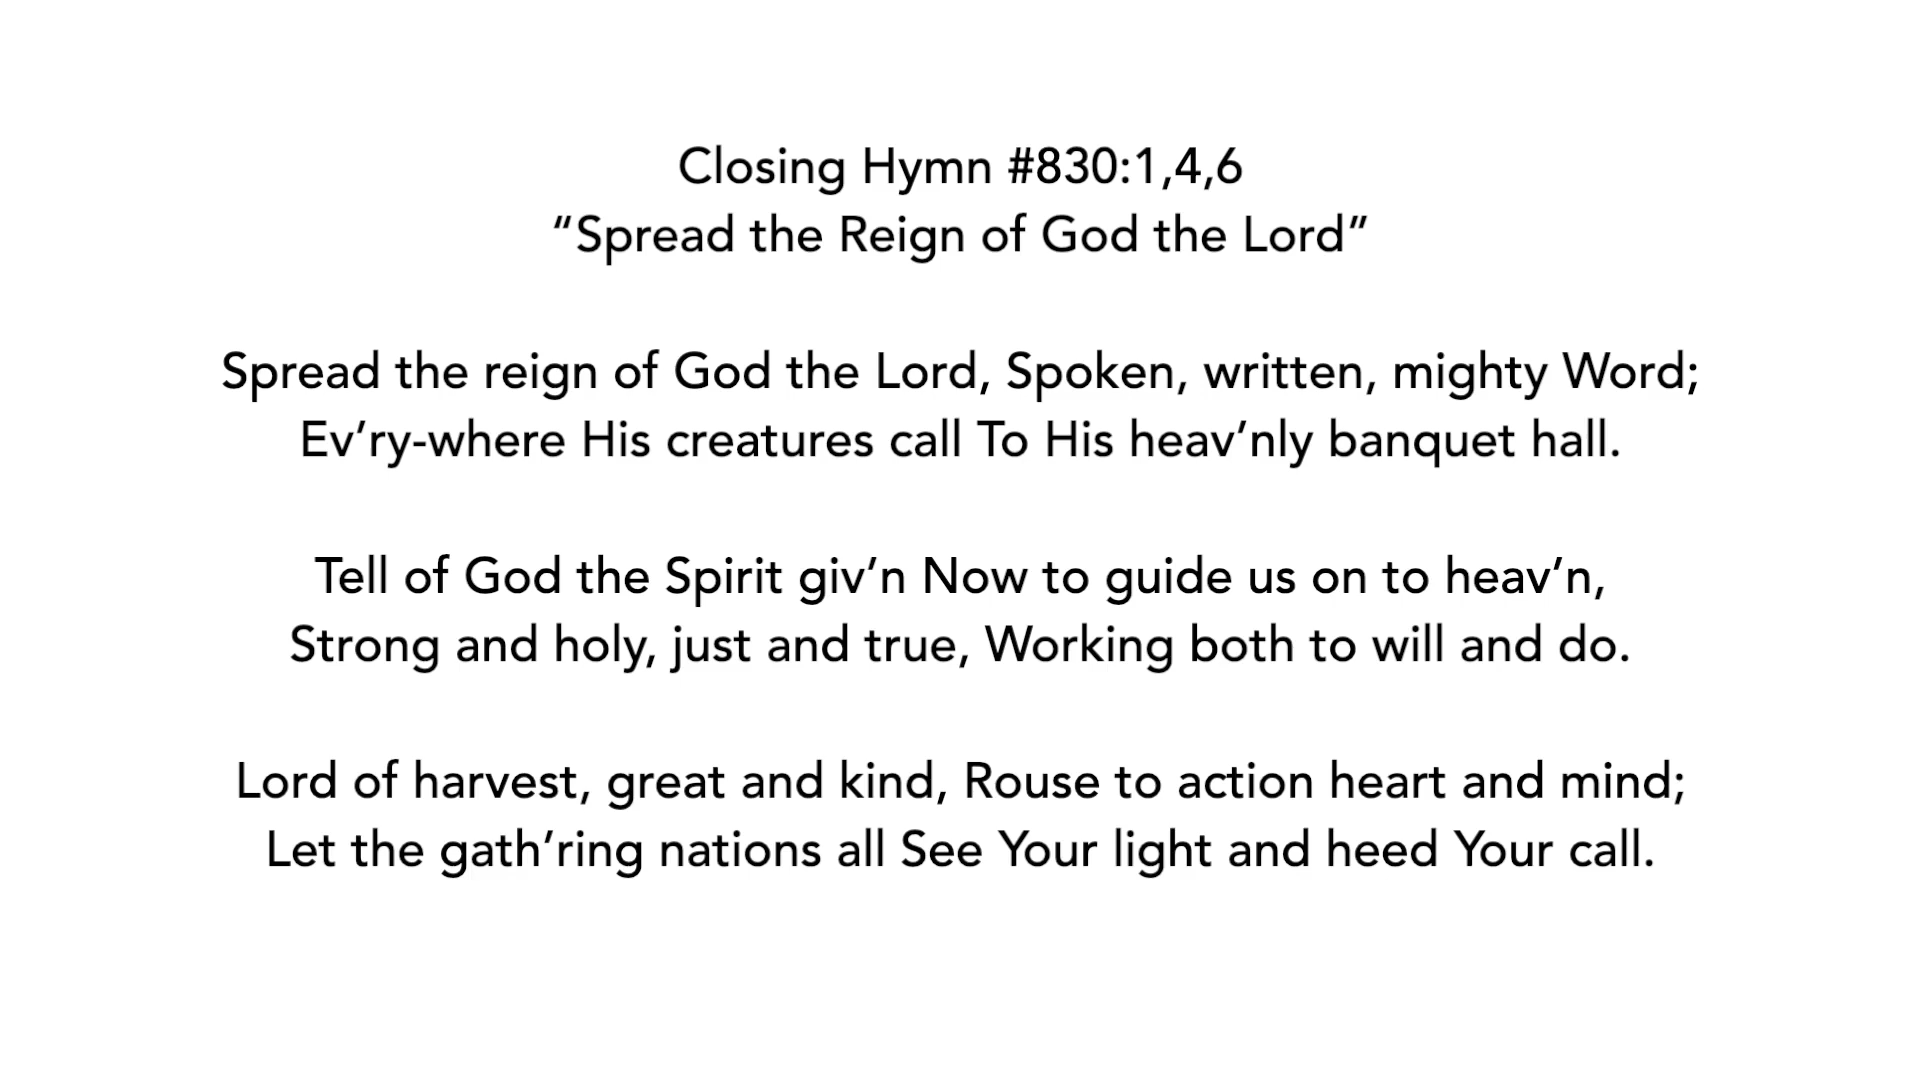 Closing Hymn #830:1,4,6
“Spread the Reign of God the Lord”
Spread the reign of God the Lord, Spoken, written, mighty Word;
Ev’ry-where His creatures call To His heav’nly banquet hall.
Tell of God the Spirit giv’n Now to guide us on to heav’n,
Strong and holy, just and true, Working both to will and do.
Lord of harvest, great and kind, Rouse to action heart and mind;
Let the gath’ring nations all See Your light and heed Your call.